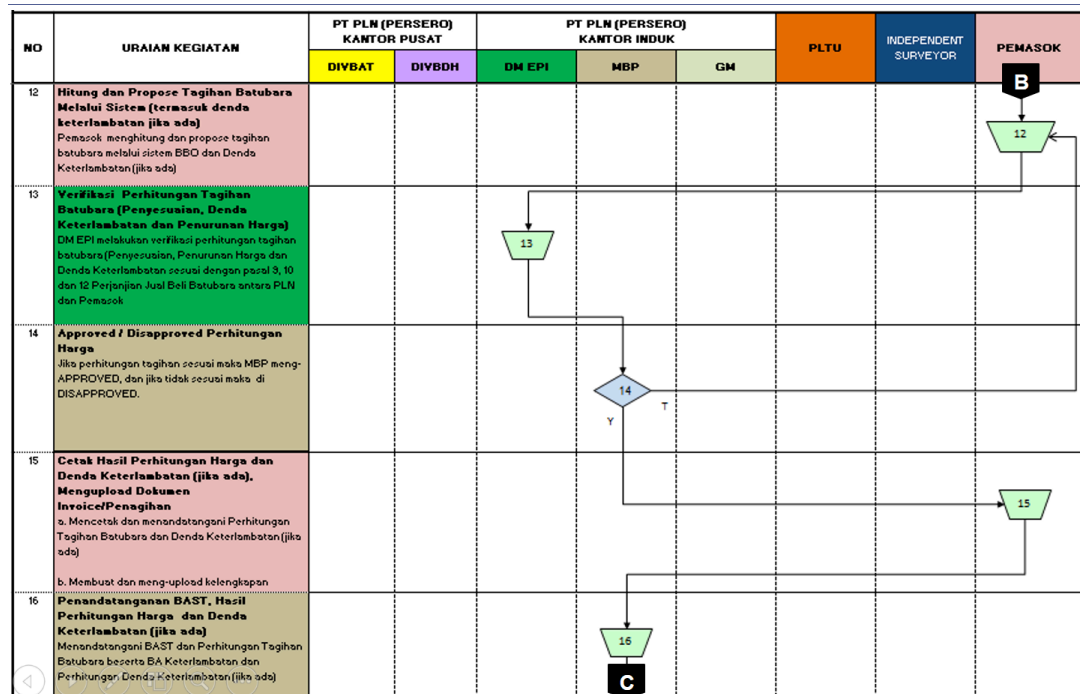 NO
URAIAN KEGIATAN
PT PLN (PERSERO)
KANTOR PUSAT
PT PLN (PERSERO)
KANTOR INDUK
PLTU
INDEPENDENT
SURVEYOR
PEMASOK
DIVBAT
DIVBDH
DM EPI
MBP
GM
B
12
Hitung dan Propose Tagihan Batubara
Melalui Sistem (termasuk denda
keterlambatan jika ada)
Pemasok menghitung dan propose tagihan
batubara melalui sistem BBO dan Denda
Keterlambatan (jika ada)
12
13
Verifikasi Perhitungan Tagihan
Batubara (Penyesuaian, Denda
Keterlambatan dan Penurunan Harga)
DM EPI melakukan verifikasi perhitungan tagihan
batubara (Penyesuaian, Penurunan Harga dan
Denda Keterlambatan sesuai dengan pasal 9, 10
dan 12 Perjanjian Jual Beli Batubara antara PLN
dan Pemasok
13
14
Approved / Disapproved Perhitungan
Harga
Jika perhitungan tagihan sesuai maka MBP meng-
APPROVED, dan jika tidak sesuai maka di
DISAPPROVED.
14
T
Y
15
Cetak Hasil Perhitungan Harga dan
Denda Keterlambatan (jika ada),
Mengupload Dokumen
Invoice/Penagihan
a. Mencetak dan menandatangani Perhitungan
Tagihan Batubara dan Denda Keterlambatan (jika
ada)
b. Membuat dan meng-upload kelengkapan
15
16
Penandatanganan BAST, Hasil
Perhitungan Harga dan Denda
Keterlambatan (jika ada)
Menandatangani BAST dan Perhitungan Tagihan
Batubara beserta BA Keterlambatan dan
Perhitungan Denda Keterlambatan (jika ada)
16
C